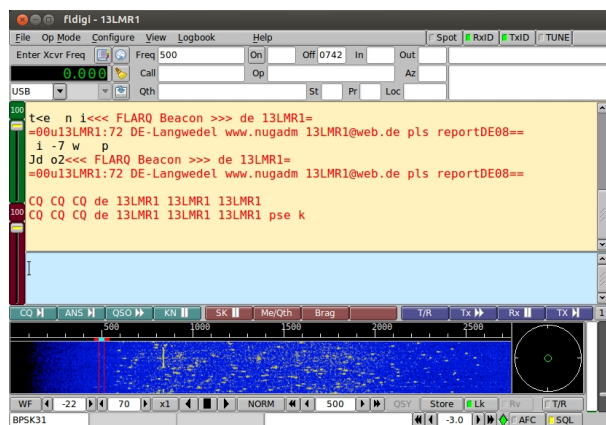 fldigi - 13LMR1
File Op Mode Configure View Logbook Help Spot RxID TxID TUNE
Enter Xcvr Freq Freq 500 On Off 0742 In Out
0.000 Call Op Az
USB Qth St Pr Loc
100
t<e n i<<< FLARQ Beacon >>> de 13LMR1=
=00u13LMR1:72 DE-Langwedel www.nugadm 13LMR1@web.de pls reportDE08==
i -7 w p
Jd o2<<< FLARQ Beacon >>> de 13LMR1=
=00u13LMR1:72 DE-Langwedel www.nugadm 13LMR1@web.de pls reportDE08==
CQ CQ CQ de 13LMR1 13LMR1 13LMR1
100
CQ CQ CQ de 13LMR1 13LMR1 13LMR1 pse k
CQ ANS QSO KN SK Me/Qth Brag T/R Tx Rx TX 1
500 1000 1500 2000 2500
WF -22 70 x1 NORM 500 QSY Store Lk Rv T/R
BPSK31 -3.0 AFC SQL